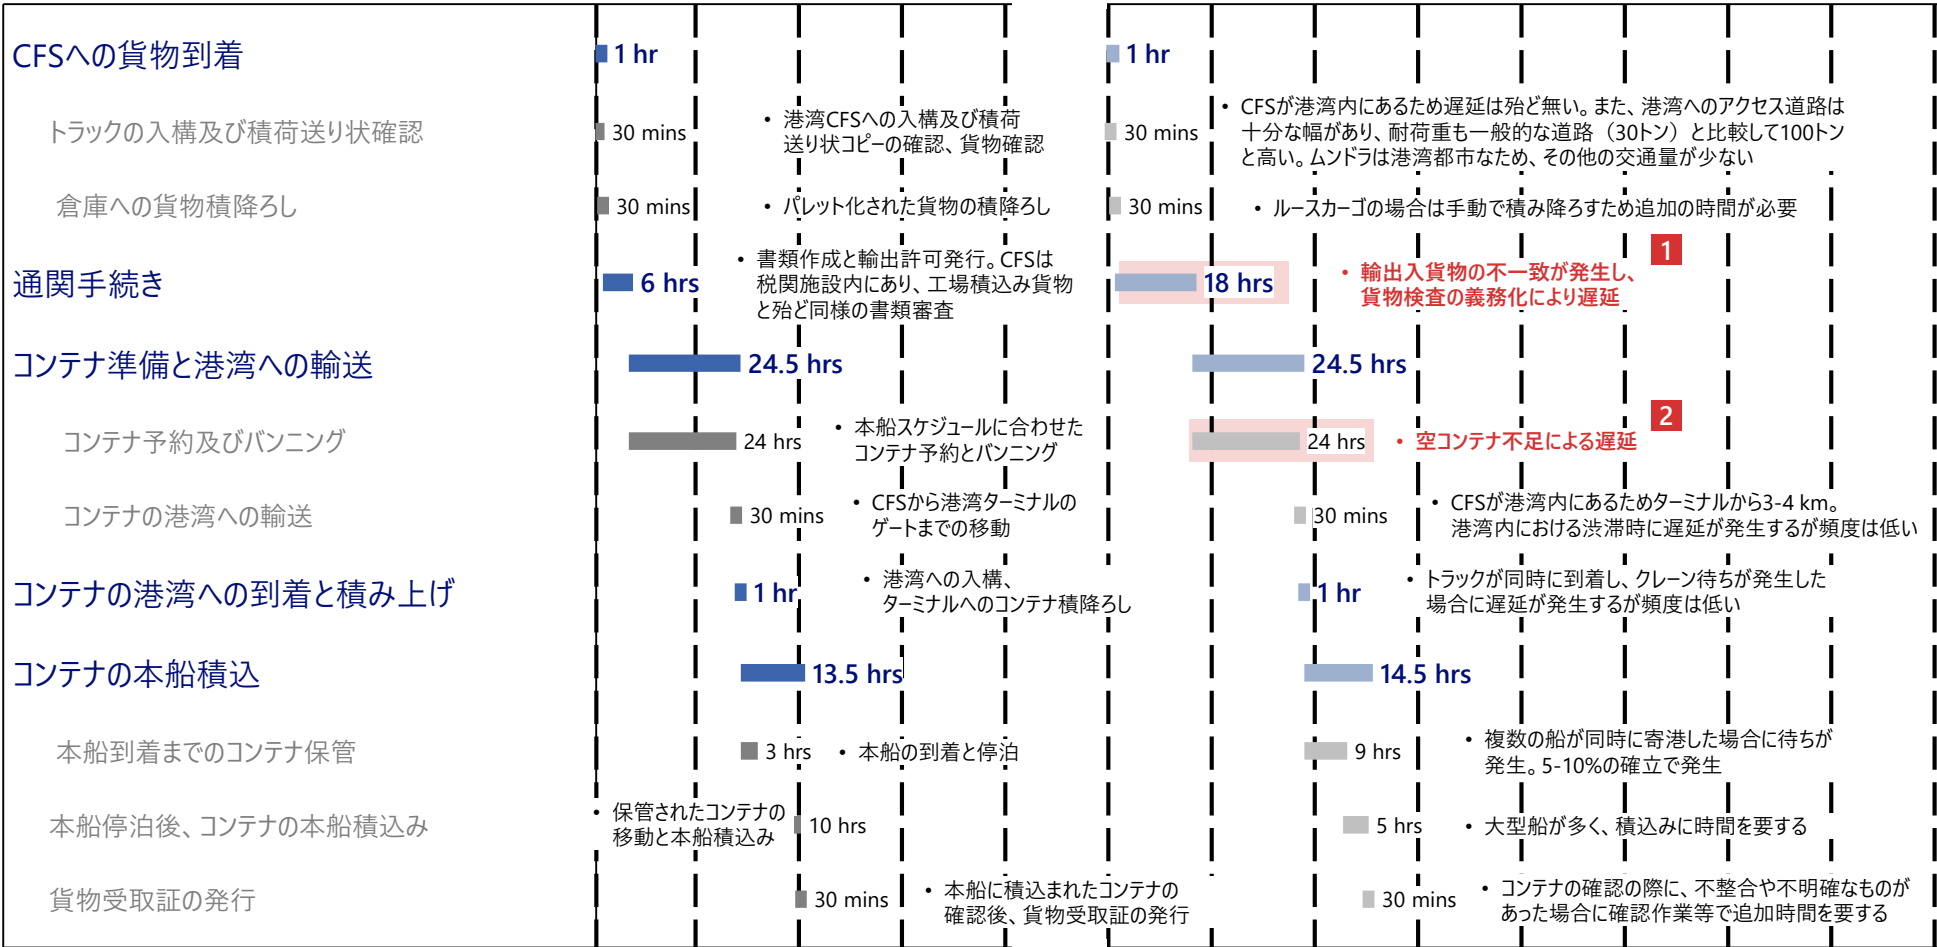 CFSへの貨物到着
1 hr
1 hr
トラックの入構及び積荷送り状確認
30 mins
• 港湾CFSへの入構及び積荷
送り状コピーの確認、貨物確認
30 mins
• CFSが港湾内にあるため遅延は殆ど無い。また、港湾へのアクセス道路は
十分な幅があり、耐荷重も一般的な道路（30トン）と比較して100トン
と高い。ムンドラは港湾都市なため、その他の交通量が少ない
倉庫への貨物積降ろし
30 mins
• パレット化された貨物の積降ろし
30 mins
• ルースカーゴの場合は手動で積み降ろすため追加の時間が必要
通関手続き
6 hrs
• 書類作成と輸出許可発行。CFSは
税関施設内にあり、工場積込み貨物
と殆ど同様の書類審査
18 hrs
1
• 輸出入貨物の不一致が発生し、
貨物検査の義務化により遅延
コンテナ準備と港湾への輸送
24.5 hrs
24.5 hrs
コンテナ予約及びバンニング
24 hrs
• 本船スケジュールに合わせた
コンテナ予約とバンニング
24 hrs
2
• 空コンテナ不足による遅延
コンテナの港湾への輸送
30 mins
• CFSから港湾ターミナルの
ゲートまでの移動
30 mins
• CFSが港湾内にあるためターミナルから3-4 km。
港湾内における渋滞時に遅延が発生するが頻度は低い
コンテナの港湾への到着と積み上げ
1 hr
• 港湾への入構、
ターミナルへのコンテナ積降ろし
1 hr
• トラックが同時に到着し、クレーン待ちが発生した
場合に遅延が発生するが頻度は低い
コンテナの本船積込
13.5 hrs
14.5 hrs
本船到着までのコンテナ保管
3 hrs
• 本船の到着と停泊
9 hrs
• 複数の船が同時に寄港した場合に待ちが
発生。5-10%の確立で発生
本船停泊後、コンテナの本船積込み
• 保管されたコンテナの
移動と本船積込み
10 hrs
5 hrs
• 大型船が多く、積込みに時間を要する
貨物受取証の発行
30 mins
• 本船に積込まれたコンテナの
確認後、貨物受取証の発行
30 mins
• コンテナの確認の際に、不整合や不明確なものが
あった場合に確認作業等で追加時間を要する